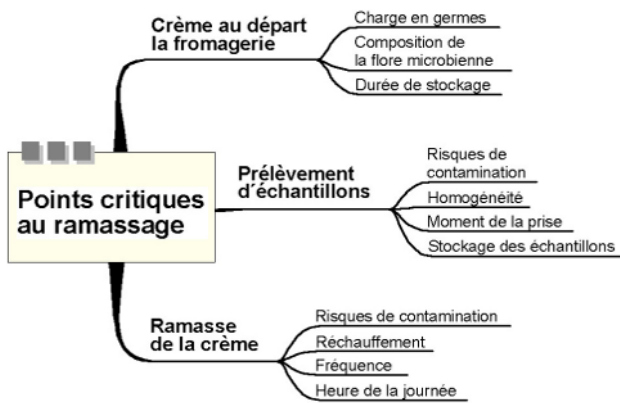 Crème au départ
la fromagerie
Charge en germes
Composition de
la flore microbienne
Durée de stockage
Points critiques
au ramassage
Prélèvement
d´échantillons
Risques de
contamination
Homogénéité
Moment de la prise
Stockage des échantillons
Ramasse
de la crème
Risques de contamination
Réchauffement
Fréquence
Heure de la journée